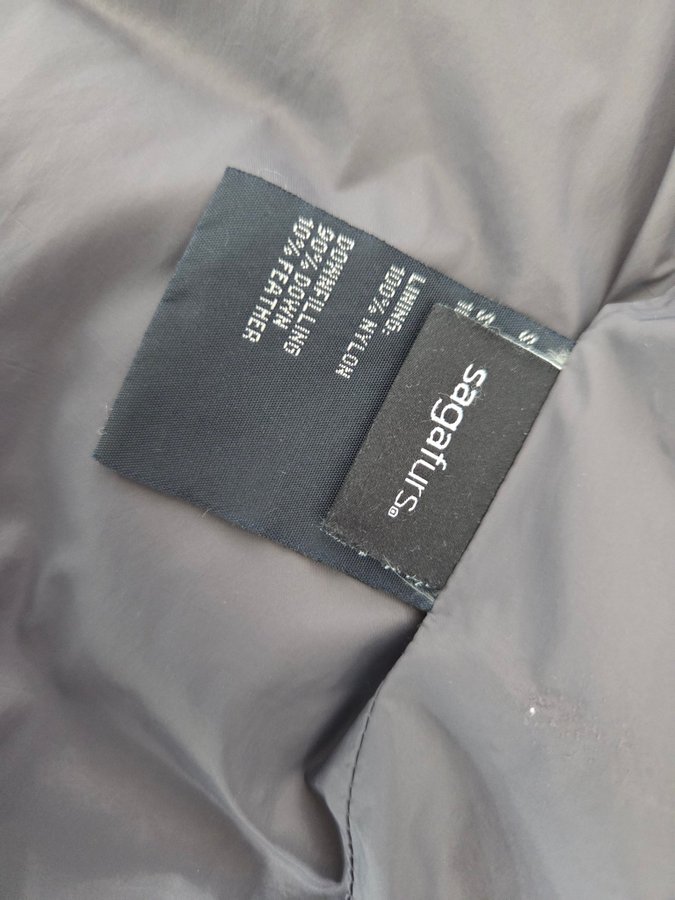 LINING:
100% NYLON
DOWNFILLING
90% DOWN
10% FEATHER
sagafurs®